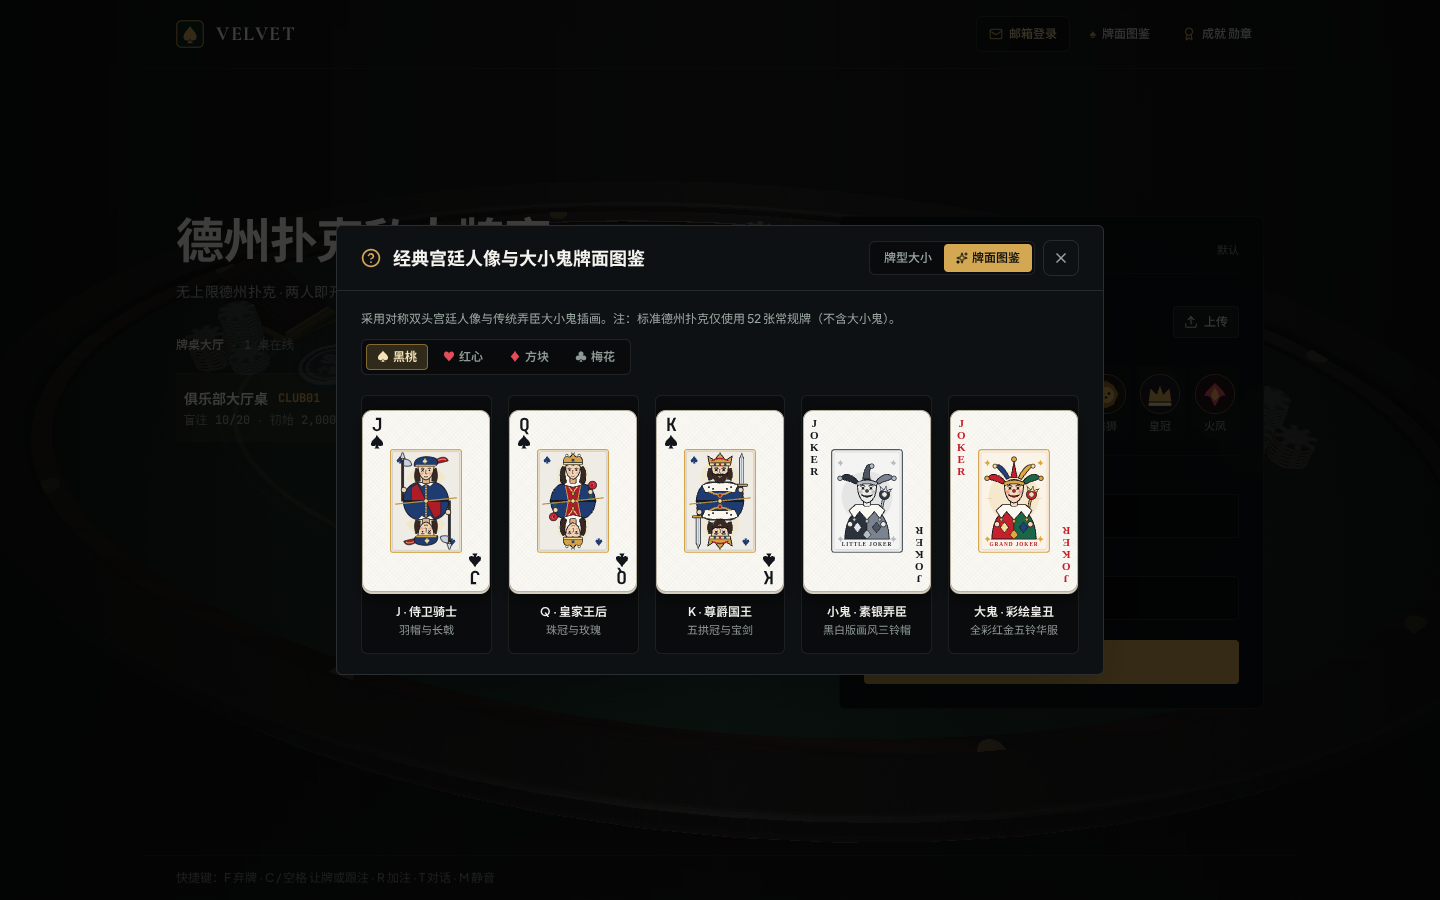 VELVET
邮箱登录
牌面图鉴
成就勋章
德州扑克
默认
无上限德州扑克 · 两人即开
上传
牌桌大厅 · 1 桌在线
俱乐部大厅桌 CLUB01
盲注 10/20 · 初始 2,000
狮
皇冠
火凤
经典宫廷人像与大小鬼牌面图鉴
牌型大小
牌面图鉴
采用对称双头宫廷人像与传统弄臣大小鬼插画。注：标准德州扑克仅使用 52 张常规牌（不含大小鬼）。
黑桃
红心
方块
梅花
J
J
Q
Q
K
K
JOKER
LITTLE JOKER
JOKER
JOKER
GRAND JOKER
JOKER
J · 侍卫骑士
羽帽与长戟
Q · 皇家王后
珠冠与玫瑰
K · 尊爵国王
五拱冠与宝剑
小鬼 · 素银弄臣
黑白版画风三铃帽
大鬼 · 彩绘皇丑
全彩红金五铃华服
快捷键：F 弃牌 · C / 空格 让牌或跟注 · R 加注 · T 对话 · M 静音